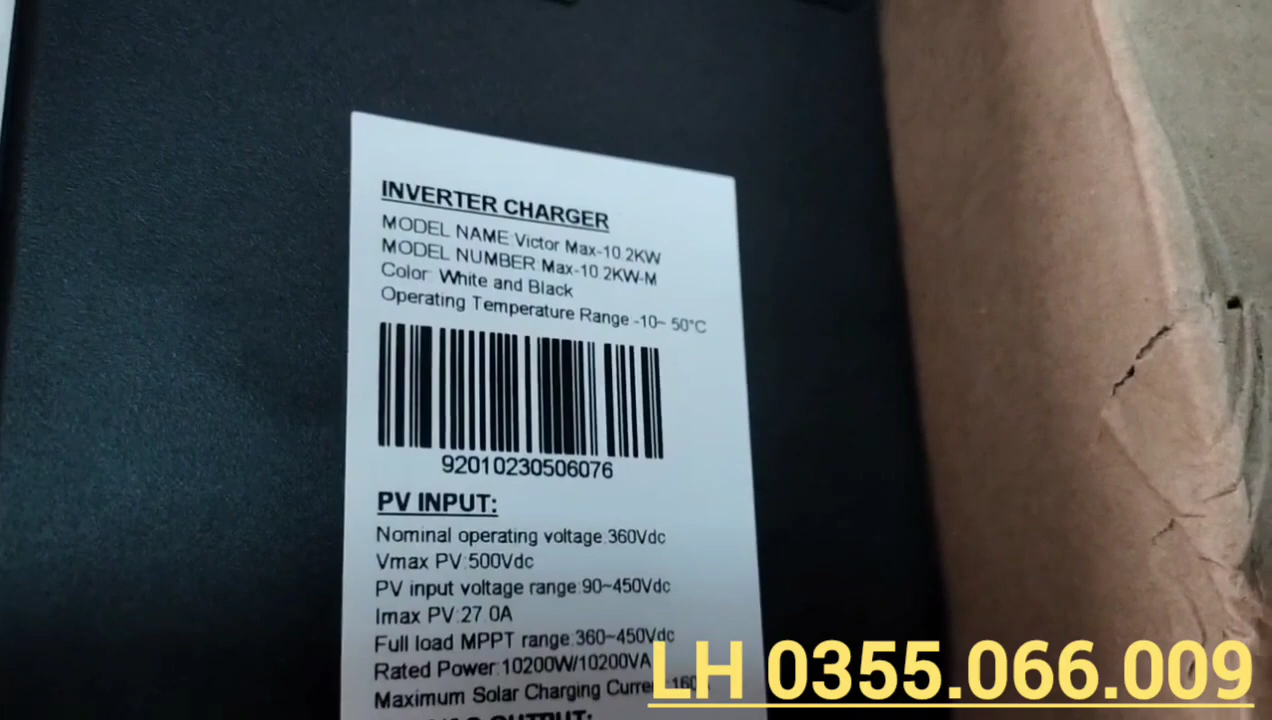 INVERTER CHARGER
MODEL NAME:Victor Max-10.2KW
MODEL NUMBER:Max-10.2KW-M
Color: White and Black
Operating Temperature Range:-10~ 50°C
92010230506076
PV INPUT:
Nominal operating voltage:360Vdc
Vmax PV:500Vdc
PV input voltage range:90~450Vdc
Imax PV:27.0A
Full load MPPT range:360~450Vdc
Rated Power:10200W/10200VA
Maximum Solar Charging Current:160A
OUTPUT:
LH 0355.066.009